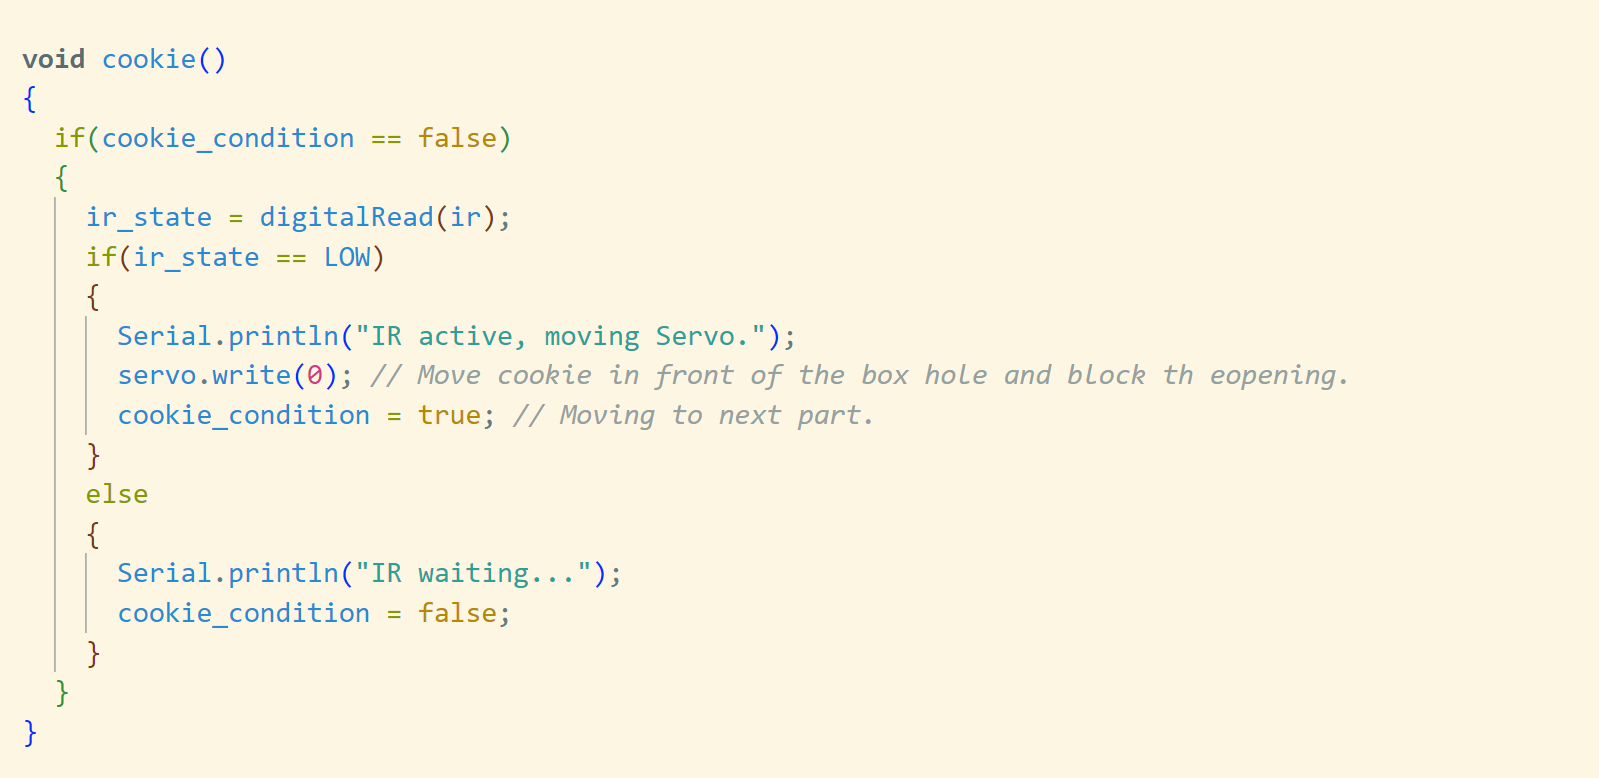 void cookie()
{
  if(cookie_condition == false)
  {
    ir_state = digitalRead(ir);
    if(ir_state == LOW)
    {
      Serial.println("IR active, moving Servo.");
      servo.write(0); // Move cookie in front of the box hole and block th eopening.
      cookie_condition = true; // Moving to next part.
    }
    else
    {
      Serial.println("IR waiting...");
      cookie_condition = false;
    }
  }
}